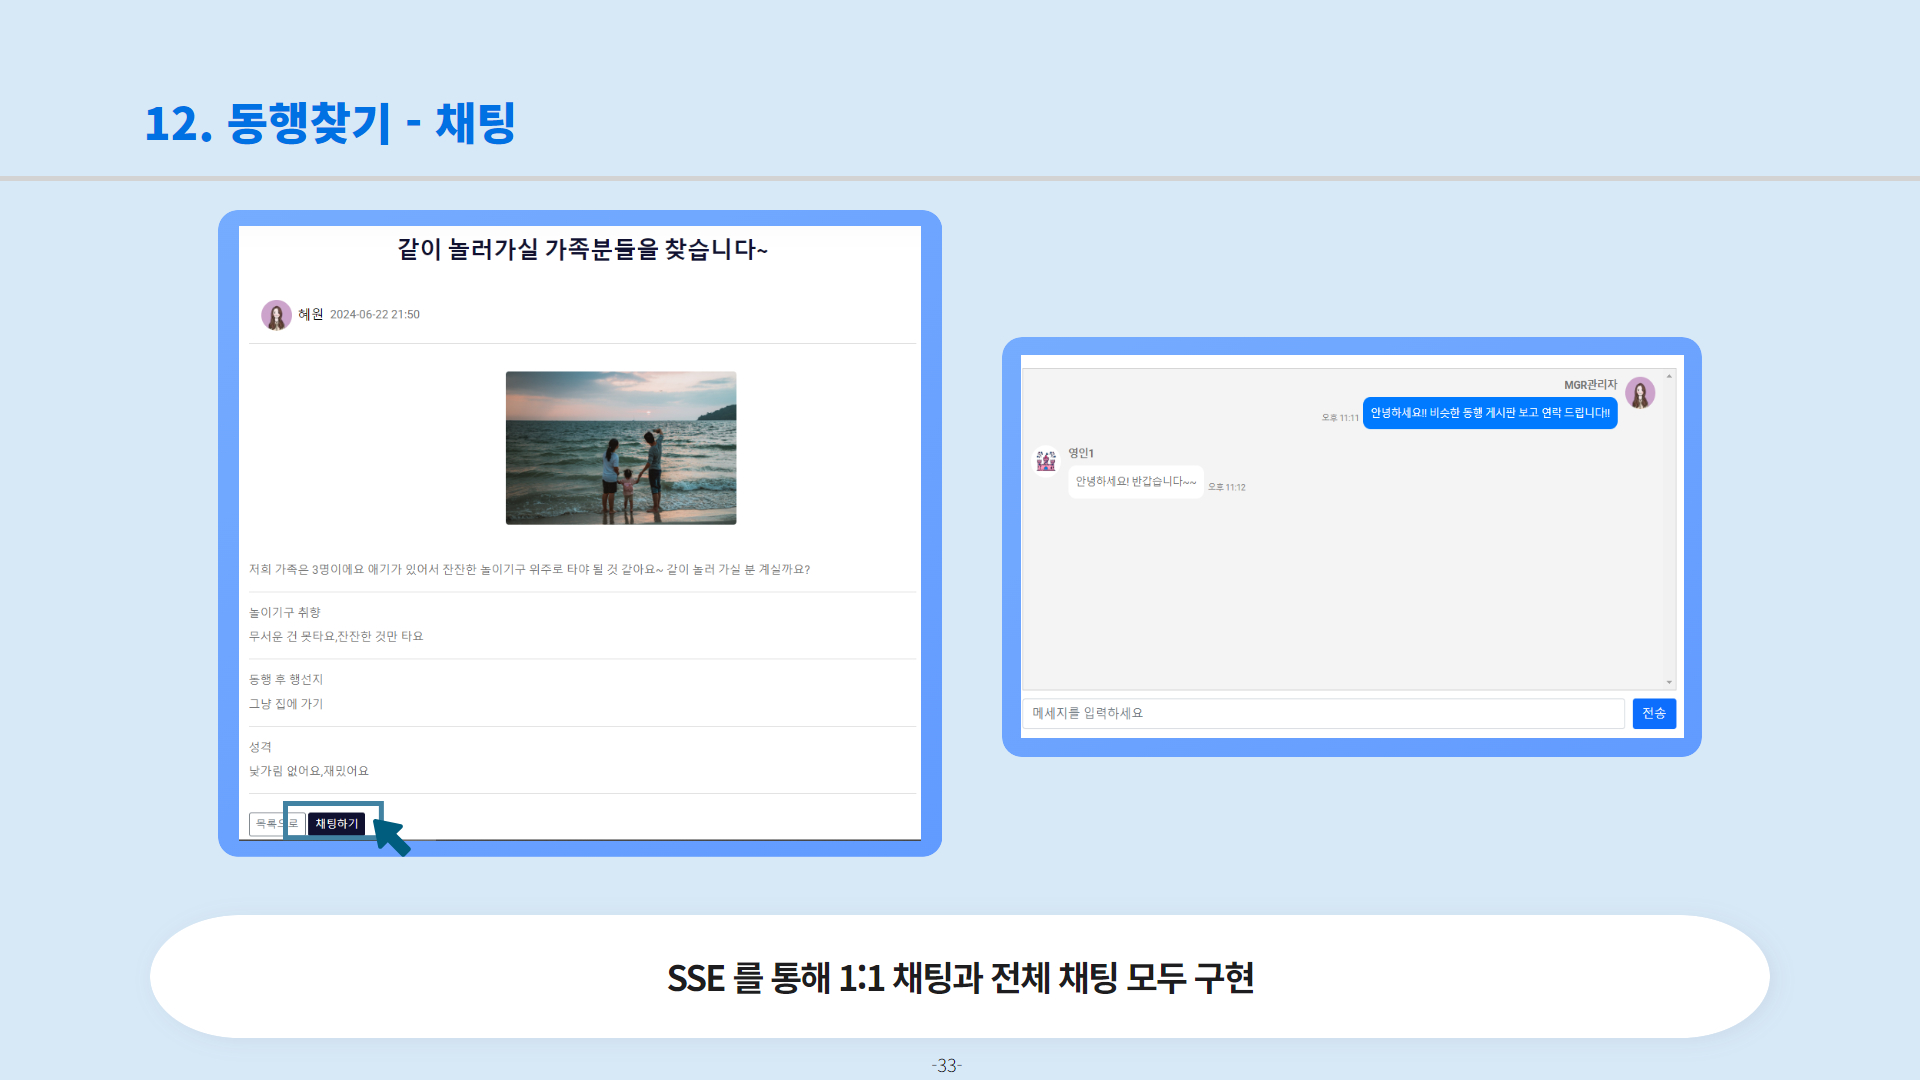 12. 동행찾기 - 채팅
같이 놀러가실 가족분들을 찾습니다~
혜원 2024-06-22 21:50
저희 가족은 3명이에요 애기가 있어서 잔잔한 놀이기구 위주로 타야 될 것 같아요~ 같이 놀러 가실 분 계실까요?
놀이기구 취향
무서운 건 못타요,잔잔한 것만 타요
동행 후 행선지
그냥 집에 가기
성격
낯가림 없어요,재밌어요
목록으로 채팅하기
MGR관리자
오후 11:11 안녕하세요!! 비슷한 동행 게시판 보고 연락 드립니다!!
영인1
안녕하세요! 반갑습니다~~ 오후 11:12
메세지를 입력하세요 전송
SSE 를 통해 1:1 채팅과 전체 채팅 모두 구현
-33-